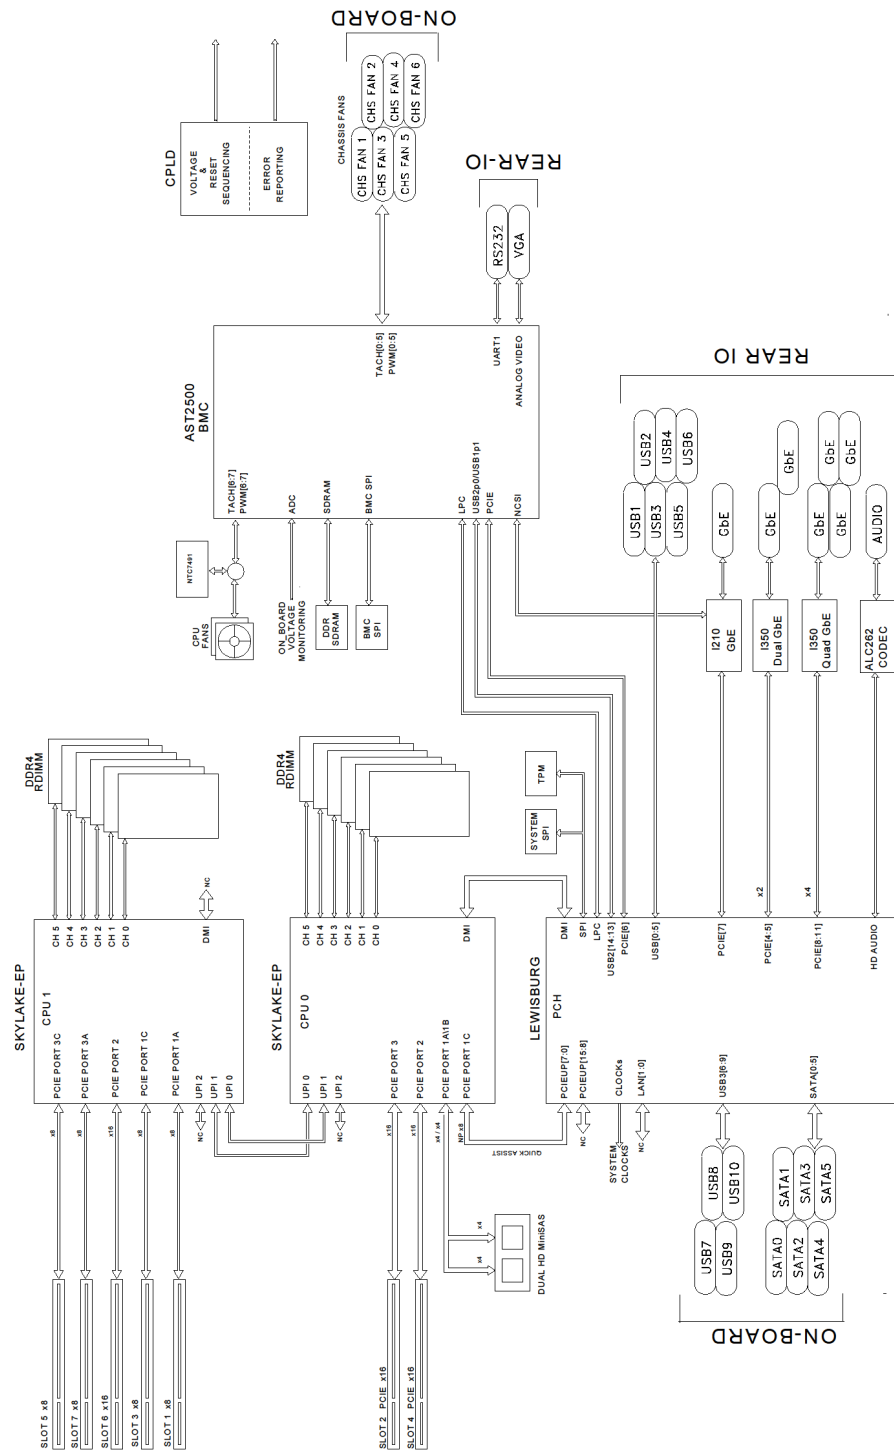 ON-BOARD
CHASSIS FANS
CHS FAN 1
CHS FAN 2
CHS FAN 3
CHS FAN 4
CHS FAN 5
CHS FAN 6
CPLD
VOLTAGE
&
RESET
SEQUENCING
ERROR
REPORTING
REAR-IO
RS232
VGA
AST2500
BMC
TACH[0:5]
PWM[0:5]
UART1
ANALOG VIDEO
TACH[6:7]
PWM[6:7]
ADC
SDRAM
BMC SPI
LPC
USB2p0/USB1p1
PCIE
NCSI
NTC7491
CPU
FANS
ON_BOARD
VOLTAGE
MONITORING
DDR
SDRAM
BMC
SPI
REAR IO
USB1
USB2
USB3
USB4
USB5
USB6
GbE
GbE
GbE
GbE
GbE
GbE
GbE
AUDIO
I210
GbE
I350
Dual GbE
I350
Quad GbE
ALC262
CODEC
DDR4
RDIMM
SKYLAKE-EP
CPU 1
CH 5
CH 4
CH 3
CH 2
CH 1
CH 0
DMI
NC
PCIE PORT 3C
PCIE PORT 3A
PCIE PORT 2
PCIE PORT 1C
PCIE PORT 1A
UPI 2
UPI 1
UPI 0
x8
x8
x16
x8
x8
NC
SLOT 5 x8
SLOT 7 x8
SLOT 6 x16
SLOT 3 x8
SLOT 1 x8
DDR4
RDIMM
SKYLAKE-EP
CPU 0
CH 5
CH 4
CH 3
CH 2
CH 1
CH 0
DMI
UPI 0
UPI 1
UPI 2
PCIE PORT 3
PCIE PORT 2
PCIE PORT 1A\1B
PCIE PORT 1C
NC
x16
x16
x4 / x4
NP x8
QUICK ASSIST
x4
x4
DUAL HD MiniSAS
SLOT 2 PCIE x16
SLOT 4 PCIE x16
TPM
SYSTEM
SPI
LEWISBURG
PCH
DMI
SPI
LPC
USB2[14:13]
PCIE[6]
USB[0:5]
PCIE[7]
PCIE[4:5]
PCIE[8:11]
HD AUDIO
x2
x4
PCIEUP[7:0]
PCIEUP[15:8]
CLOCKs
LAN[1:0]
USB3[6:9]
SATA[0:5]
NC
SYSTEM
CLOCKS
NC
USB7
USB8
USB9
USB10
SATA0
SATA1
SATA2
SATA3
SATA4
SATA5
ON-BOARD